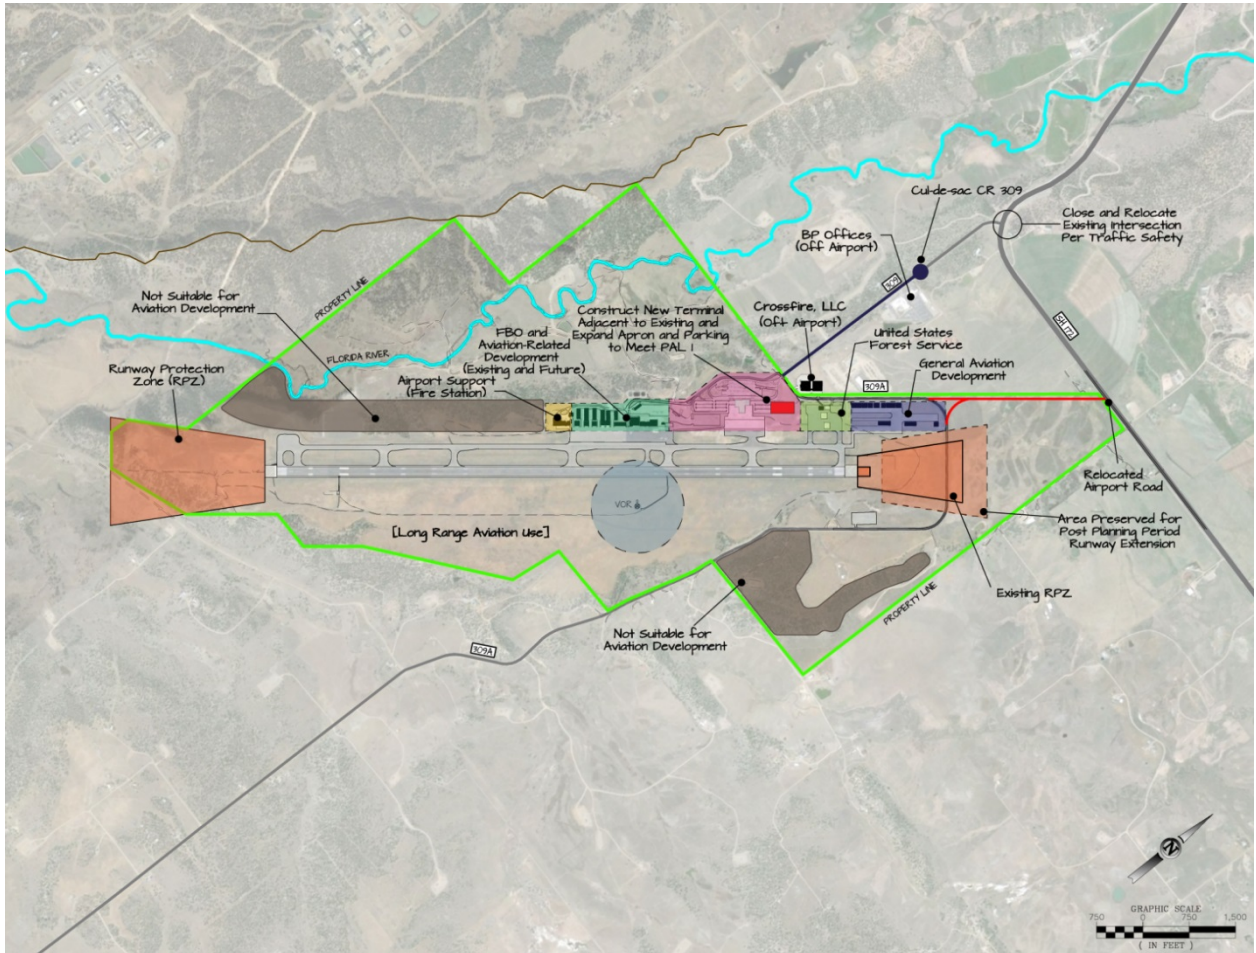 Cul-de-sac CR 309
Close and Relocate
Existing Intersection
Per Traffic Safety
BP Offices
(Off Airport)
309
PROPERTY LINE
Not Suitable for
Aviation Development
Crossfire, LLC
(Off Airport)
Construct New Terminal
Adjacent to Existing and
Expand Apron and Parking
to Meet PAL 1
SH 172
FBO and
Aviation-Related
Development
(Existing and Future)
United States
Forest Service
FLORIDA RIVER
Runway Protection
Zone (RPZ)
Airport Support
(Fire Station)
General Aviation
Development
309A
Relocated
Airport Road
VOR
[Long Range Aviation Use]
Area Preserved for
Post Planning Period
Runway Extension
Existing RPZ
PROPERTY LINE
Not Suitable for
Aviation Development
309A
N
GRAPHIC SCALE
750 0 750 1,500
( IN FEET )